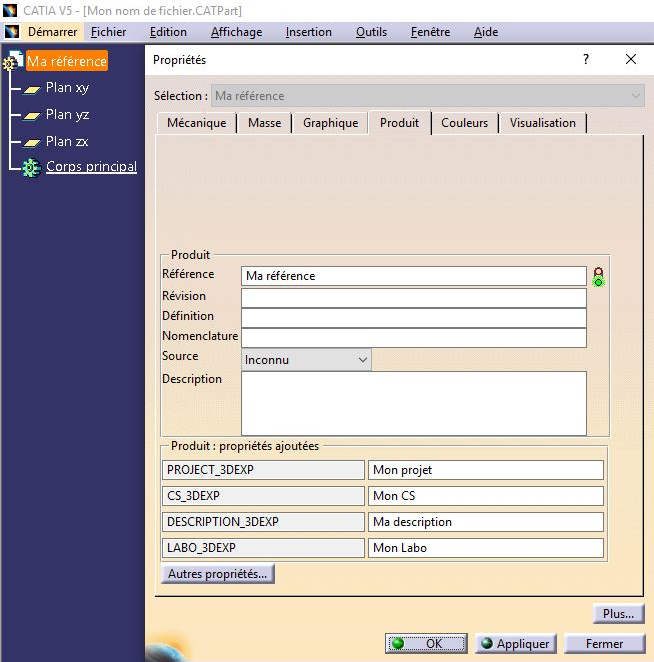 CATIA V5 - [Mon nom de fichier.CATPart]
Démarrer Fichier Edition Affichage Insertion Outils Fenêtre Aide
Ma référence
Plan xy
Plan yz
Plan zx
Corps principal
Propriétés ? ×
Sélection : Ma référence
Mécanique Masse Graphique Produit Couleurs Visualisation
Produit
Référence Ma référence
Révision
Définition
Nomenclature
Source Inconnu
Description
Produit : propriétés ajoutées
PROJECT_3DEXP Mon projet
CS_3DEXP Mon CS
DESCRIPTION_3DEXP Ma description
LABO_3DEXP Mon Labo
Autres propriétés...
Plus...
OK Appliquer Fermer